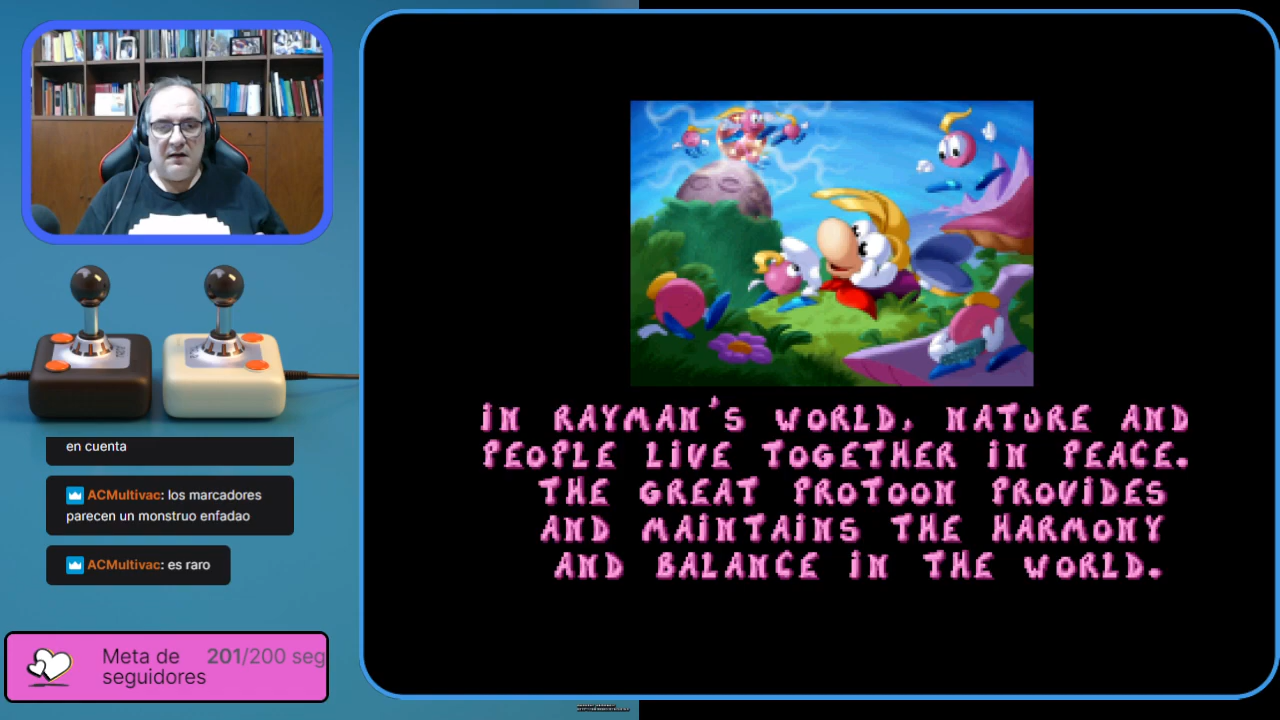 en cuenta
ACMultivac: los marcadores
parecen un monstruo enfadao
ACMultivac: es raro
Meta de
seguidores
201/200 seg
IN RAYMAN'S WORLD, NATURE AND
PEOPLE LIVE TOGETHER IN PEACE.
THE GREAT PROTOON PROVIDES
AND MAINTAINS THE HARMONY
AND BALANCE IN THE WORLD.